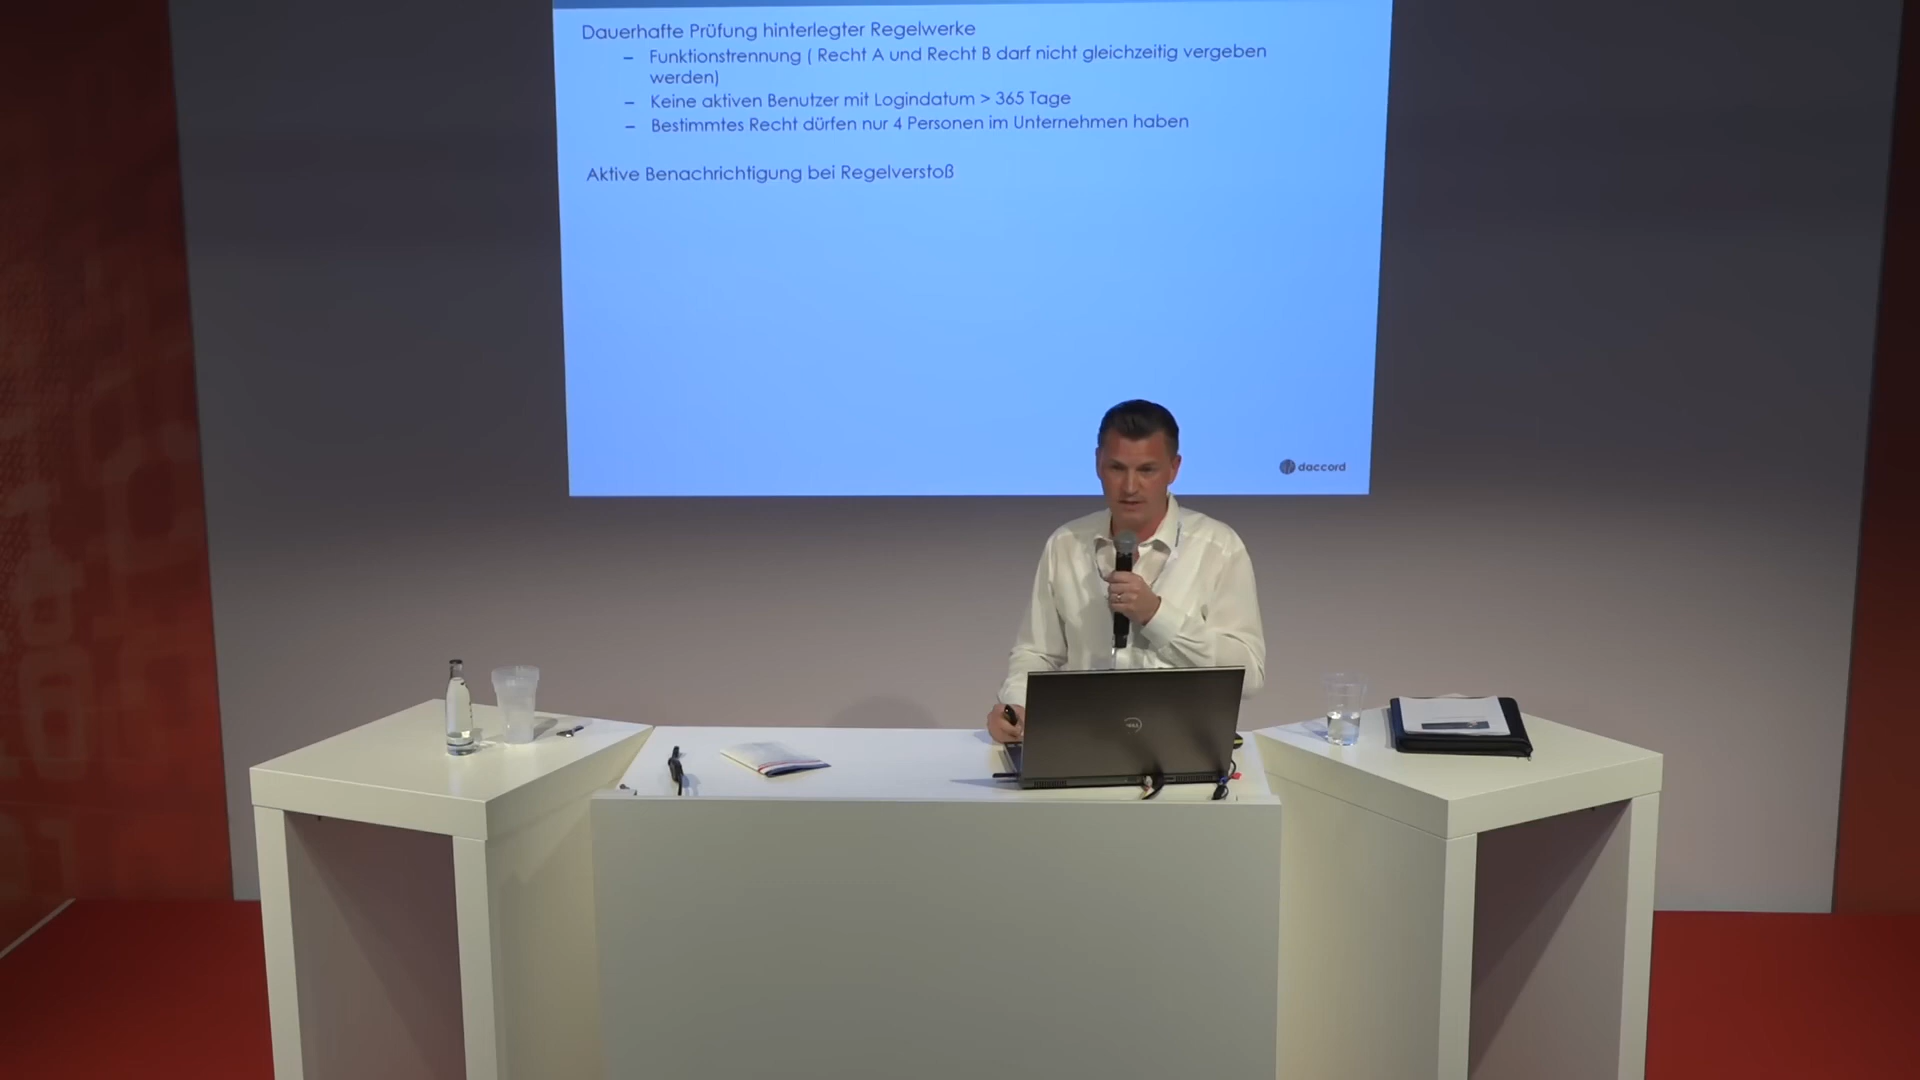 Dauerhafte Prüfung hinterlegter Regelwerke
– Funktionstrennung ( Recht A und Recht B darf nicht gleichzeitig vergeben
werden)
– Keine aktiven Benutzer mit Logindatum > 365 Tage
– Bestimmtes Recht dürfen nur 4 Personen im Unternehmen haben
Aktive Benachrichtigung bei Regelverstoß
daccord
DELL